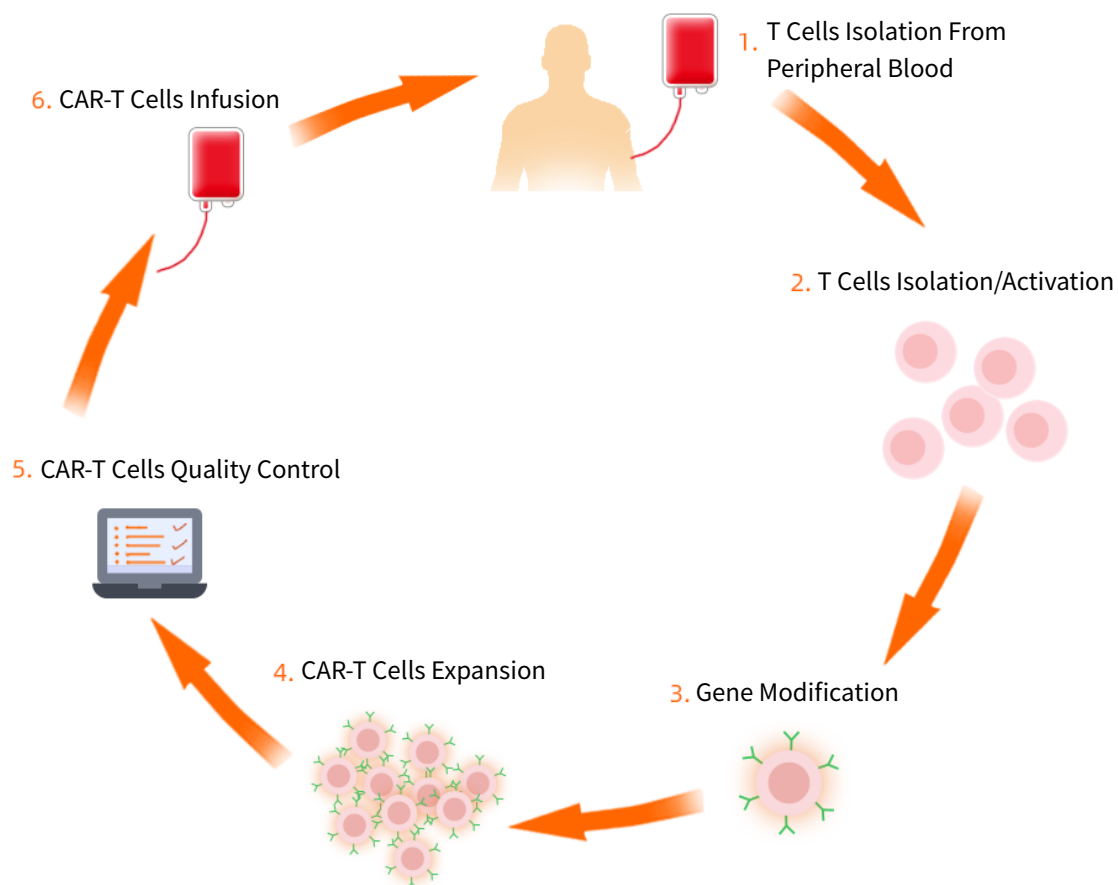 1. T Cells Isolation From
Peripheral Blood
2. T Cells Isolation/Activation
3. Gene Modification
4. CAR-T Cells Expansion
5. CAR-T Cells Quality Control
6. CAR-T Cells Infusion